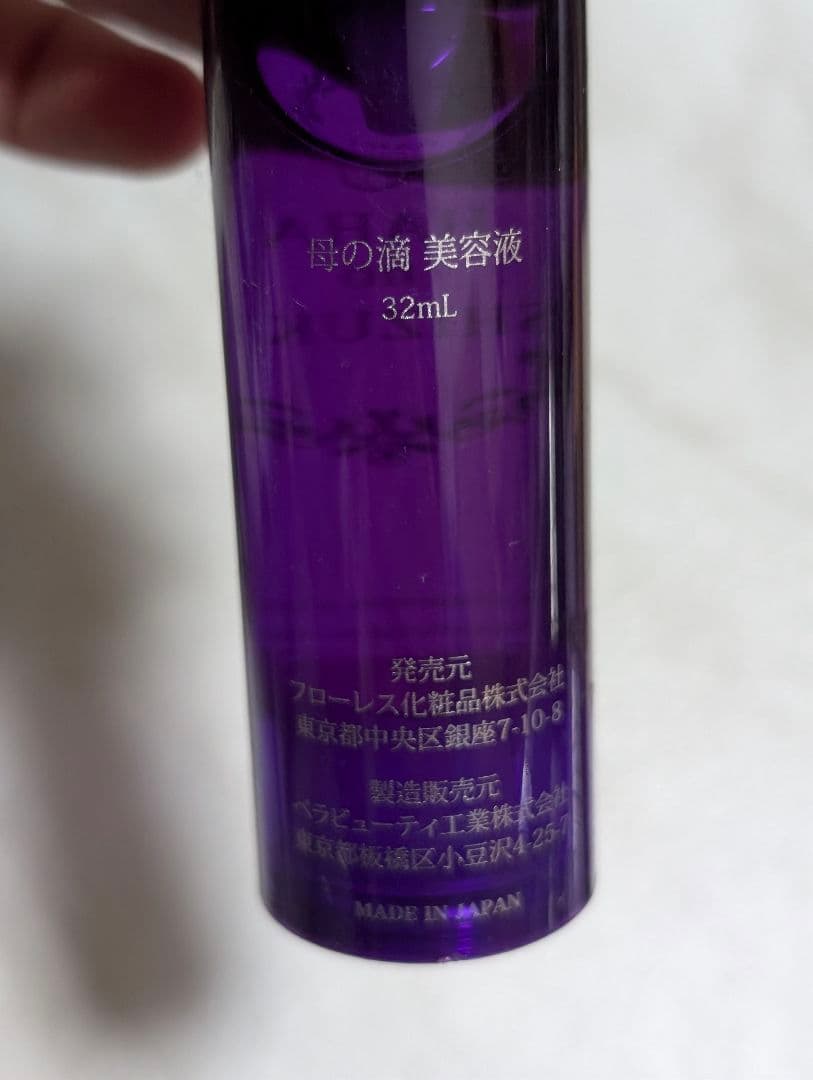 母の滴 美容液
32mL
発売元
フローレス化粧品株式会社
東京都中央区銀座7-10-8
製造販売元
ベラビューティ工業株式会社
東京都板橋区小豆沢4-25-7
MADE IN JAPAN